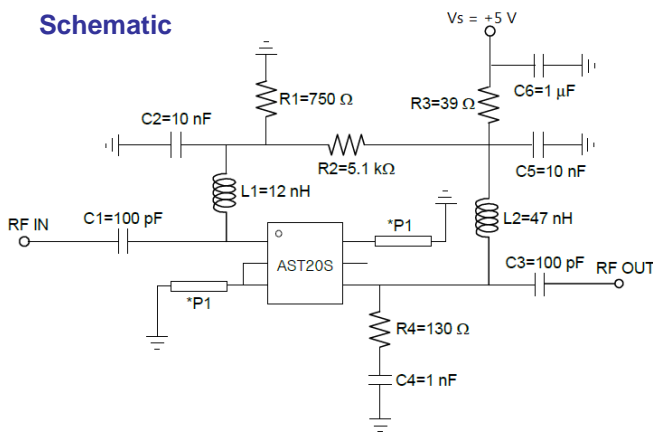 Schematic
Vs = +5 V
C6=1 μF
R1=750 Ω
R3=39 Ω
C2=10 nF
R2=5.1 kΩ
C5=10 nF
L1=12 nH
RF IN
C1=100 pF
*P1
L2=47 nH
AST20S
C3=100 pF
RF OUT
*P1
R4=130 Ω
C4=1 nF